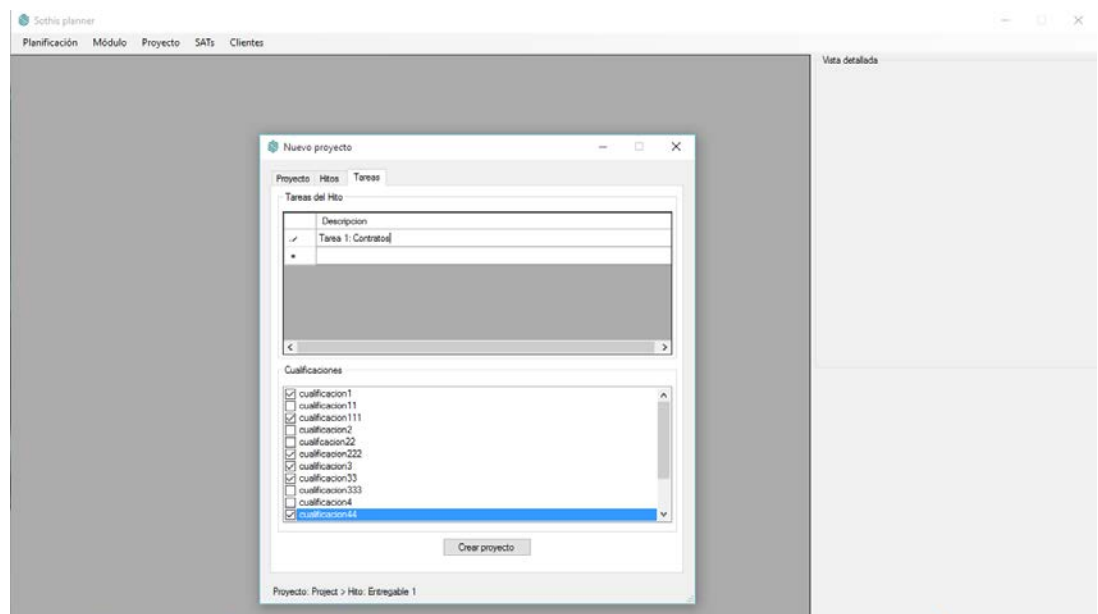 Sothis planner
Planificación Módulo Proyecto SATs Clientes
Vista detallada
Nuevo proyecto
Proyecto Hitos Tareas
Tareas del Hito
Descripcion
Tarea 1: Contratos
Cualificaciones
cualificacion1
cualificacion11
cualificacion111
cualificacion2
cualifcacion22
cualificacion222
cualificacion3
cualificacion33
cualificacion333
cualificacion4
cualificacion44
Crear proyecto
Proyecto: Project > Hito: Entregable 1